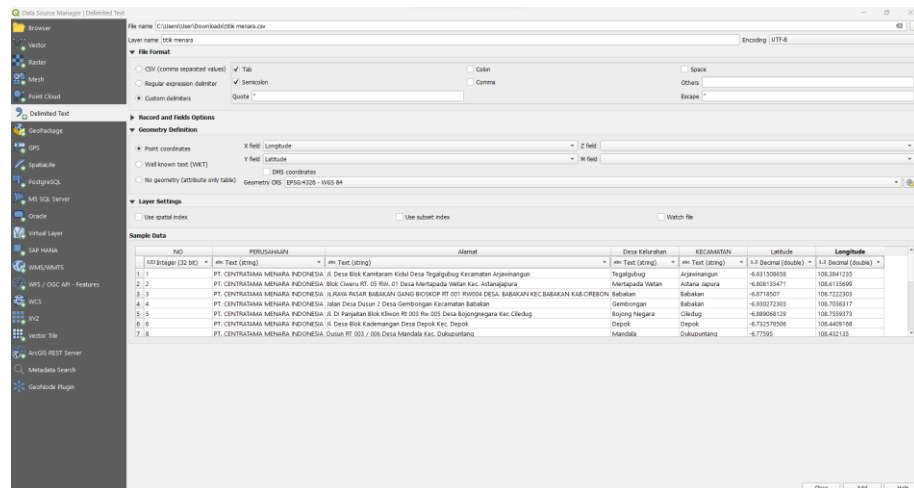 Data Source Manager | Delimited Text
Browser
Vector
Raster
Mesh
Point Cloud
Delimited Text
GeoPackage
GPS
SpatiaLite
PostgreSQL
MS SQL Server
Oracle
Virtual Layer
SAP HANA
WMS/WMTS
WFS / OGC API - Features
WCS
XYZ
Vector Tile
ArcGIS REST Server
Metadata Search
GeoNode Plugin
File name C:\Users\User\Downloads\titik menara.csv
Layer name titik menara Encoding UTF-8
File Format
CSV (comma separated values) Tab Colon Space
Regular expression delimiter Semicolon Comma Others
Custom delimiters Quote " Escape "
Record and Fields Options
Geometry Definition
Point coordinates X field Longitude Z field
Well known text (WKT) Y field Latitude M field
DMS coordinates
No geometry (attribute only table) Geometry CRS EPSG:4326 - WGS 84
Layer Settings
Use spatial index Use subset index Watch file
Sample Data
NO PERUSAHAAN Alamat Desa Kelurahan KECAMATAN Latitude Longitude
123 Integer (32 bit) abc Text (string) abc Text (string) abc Text (string) abc Text (string) 1.2 Decimal (double) 1.2 Decimal (double)
1 1 PT. CENTRATAMA MENARA INDONESIA Jl. Desa Blok Kamitaram Kidul Desa Tegalgubug Kecamatan Arjawinangun Tegalgubug Arjawinangun -6.631508658 108.3841235
2 2 PT. CENTRATAMA MENARA INDONESIA Blok Ciweru RT. 05 RW. 01 Desa Mertapada Wetan Kec. Astanajapura Mertapada Wetan Astana Japura -6.808155471 108.6135699
3 3 PT. CENTRATAMA MENARA INDONESIA JL.RAYA PASAR BABAKAN GANG BIOSKOP RT 001 RW004 DESA. BABAKAN KEC.BABAKAN KAB.CIREBON Babakan Babakan -6.8718507 108.7222303
4 4 PT. CENTRATAMA MENARA INDONESIA Jalan Desa Dusun 2 Desa Gembongan Kecamatan Babakan Gembongan Babakan -6.930272303 108.7036317
5 5 PT. CENTRATAMA MENARA INDONESIA Jl. DI Panjaitan Blok Kliwon Rt 003 Rw 005 Desa Bojongnegara Kec Ciledug Bojong Negara Ciledug -6.889068129 108.7559373
6 6 PT. CENTRATAMA MENARA INDONESIA Jl. Desa Blok Kademangan Desa Depok Kec. Depok Depok Depok -6.732578506 108.4409168
7 8 PT. CENTRATAMA MENARA INDONESIA Dusun RT 003 / 006 Desa Mandala Kec. Dukupuntang Mandala Dukupuntang -6.77595 108.432135
Close Add Help